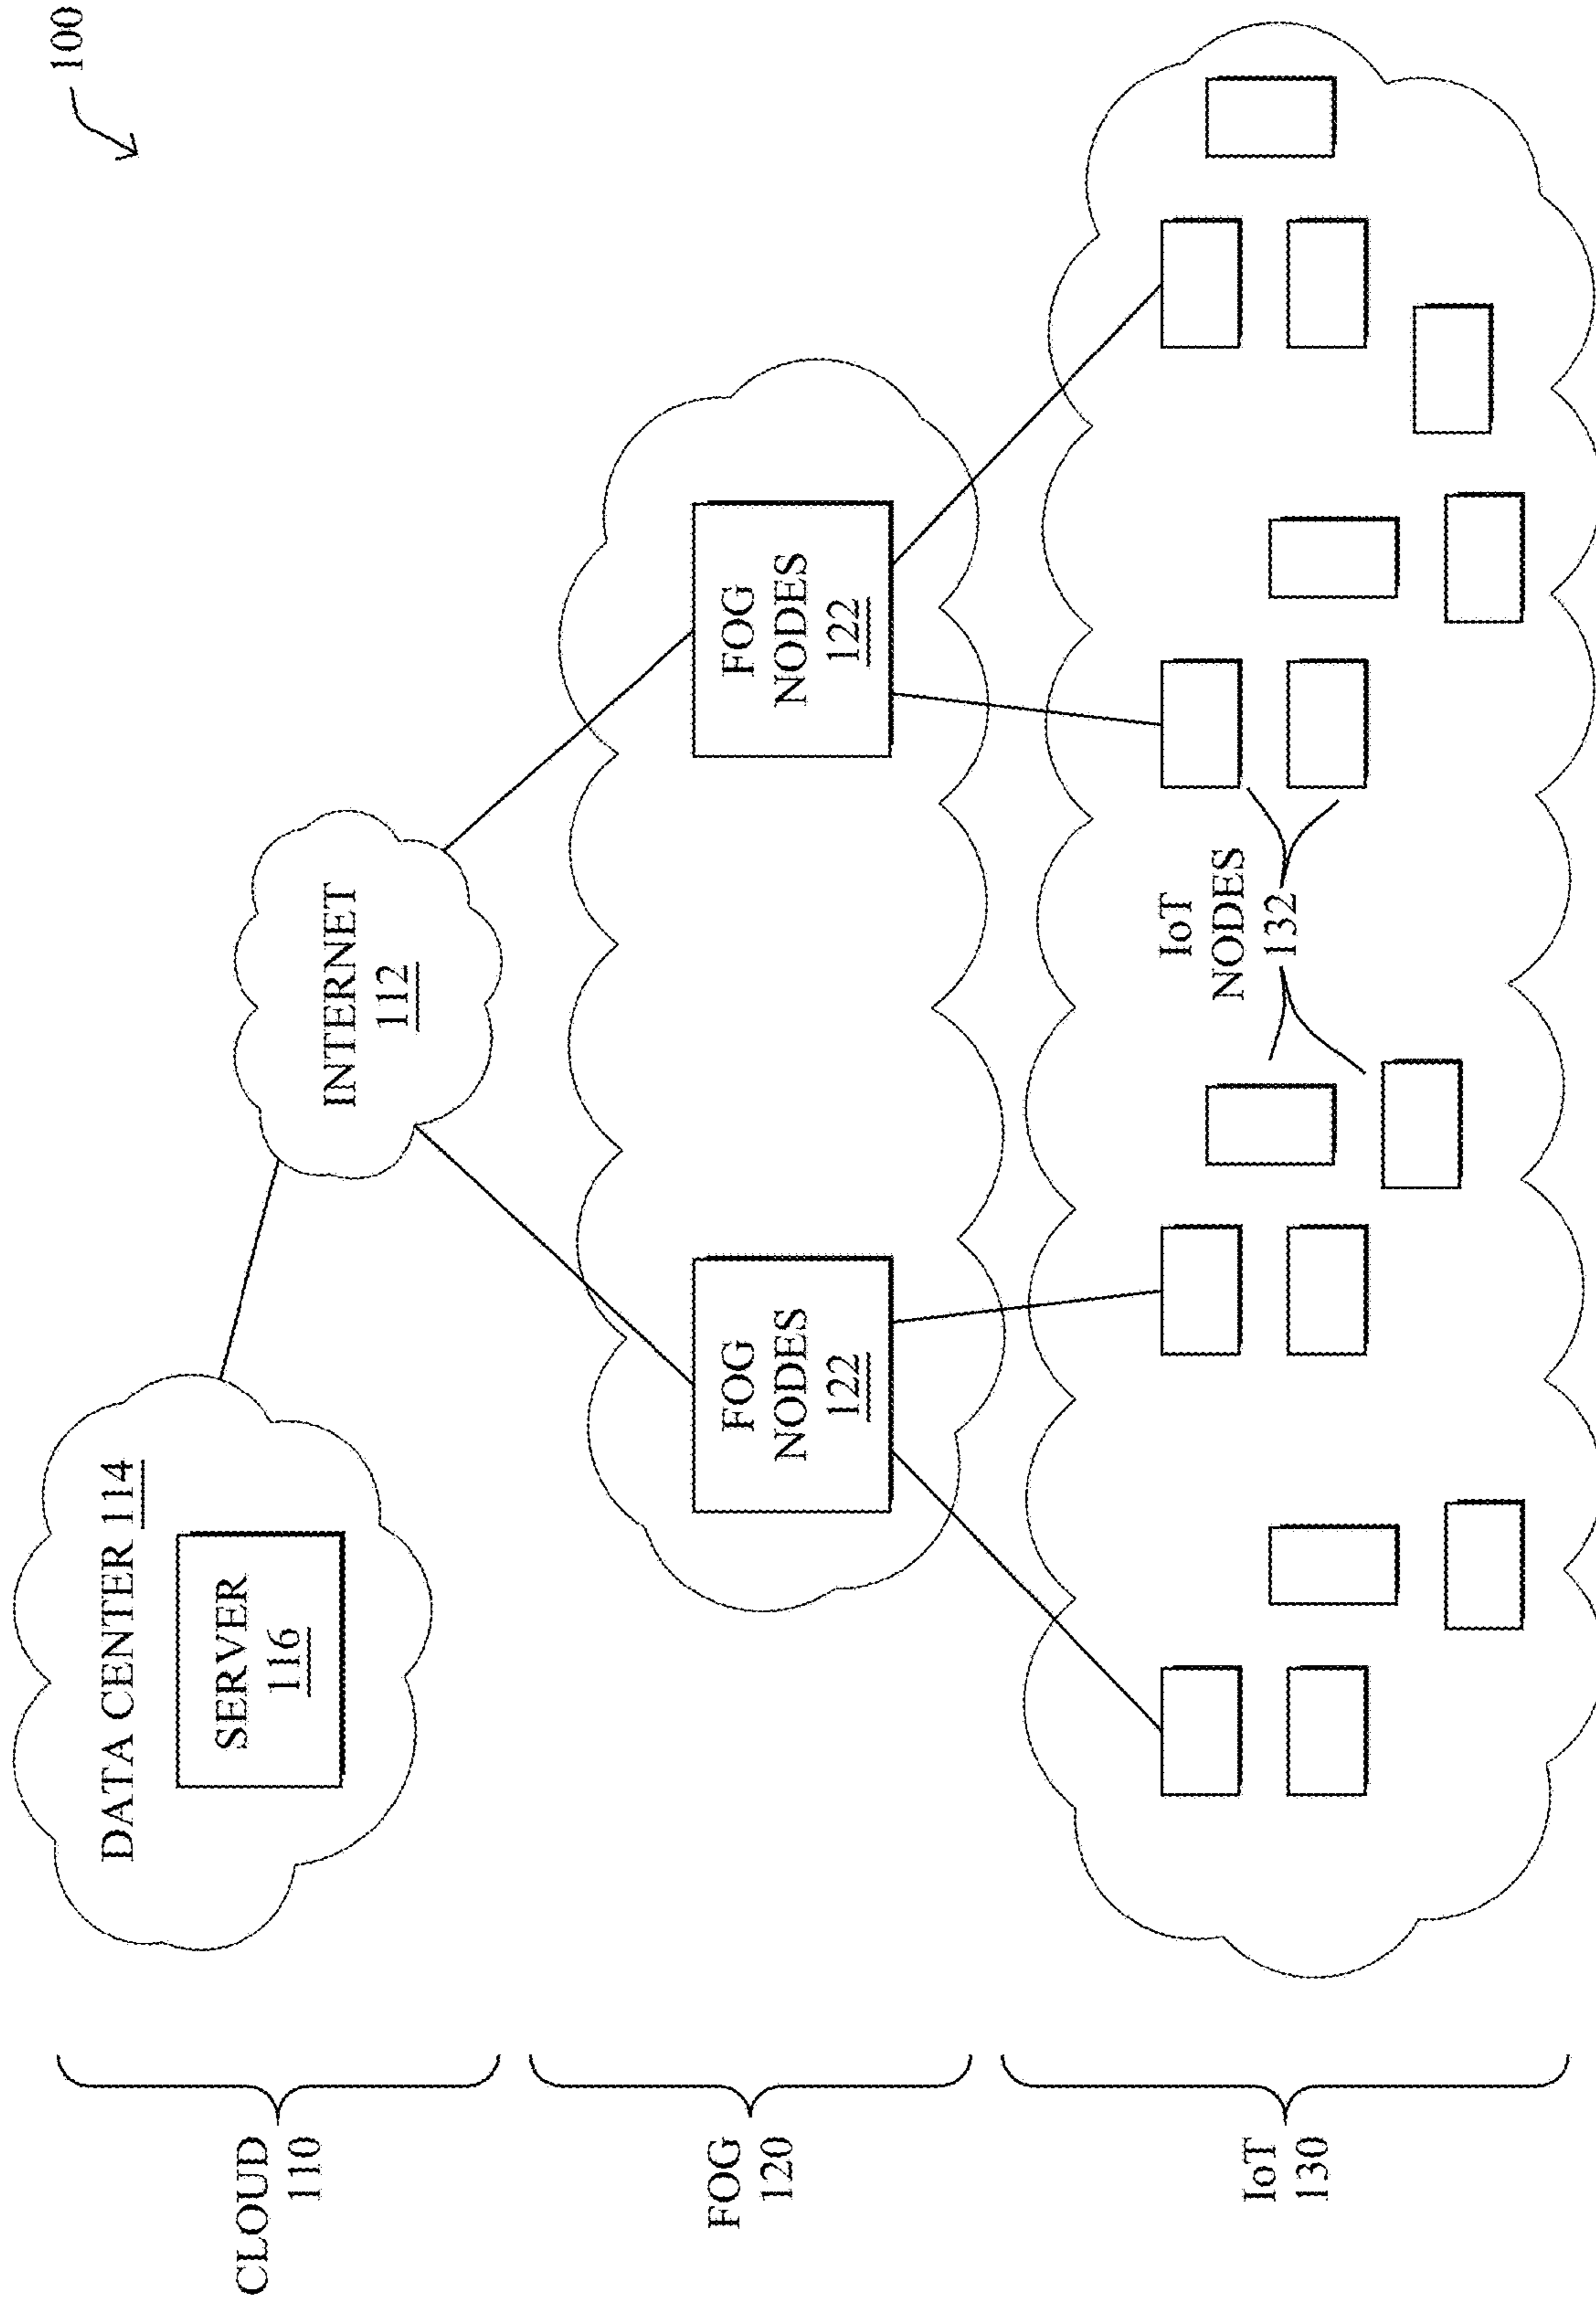 100
CLOUD
110
DATA CENTER 114
SERVER
116
INTERNET
112
FOG
120
FOG
NODES
122
FOG
NODES
122
IoT
130
IoT
NODES
132